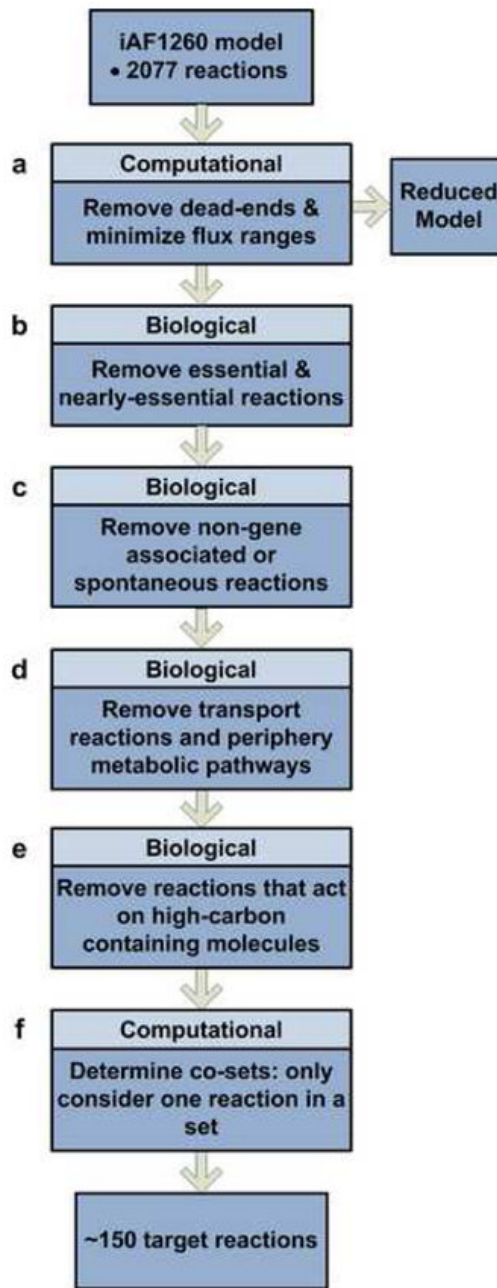 iAF1260 model
• 2077 reactions
a
Computational
Remove dead-ends &
minimize flux ranges
Reduced
Model
b
Biological
Remove essential &
nearly-essential reactions
c
Biological
Remove non-gene
associated or
spontaneous reactions
d
Biological
Remove transport
reactions and periphery
metabolic pathways
e
Biological
Remove reactions that act
on high-carbon
containing molecules
f
Computational
Determine co-sets: only
consider one reaction in a
set
~150 target reactions